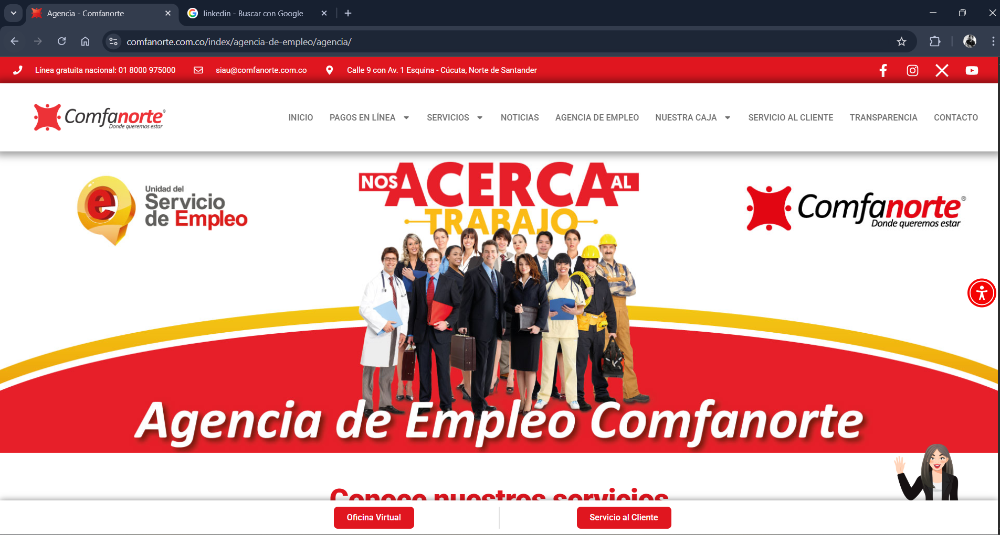 Agencia - Comfanorte
linkedin - Buscar con Google
comfanorte.com.co/index/agencia-de-empleo/agencia/
Línea gratuita nacional: 01 8000 975000
siau@comfanorte.com.co
Calle 9 con Av. 1 Esquina - Cúcuta, Norte de Santander
Comfanorte®
Donde queremos estar
INICIO PAGOS EN LÍNEA SERVICIOS NOTICIAS AGENCIA DE EMPLEO NUESTRA CAJA SERVICIO AL CLIENTE TRANSPARENCIA CONTACTO
e
Unidad del
Servicio
de Empleo
NOS ACERCA AL
TRABAJO
Comfanorte®
Donde queremos estar
Agencia de Empleo Comfanorte
Conoce nuestros servicios
Oficina Virtual
Servicio al Cliente